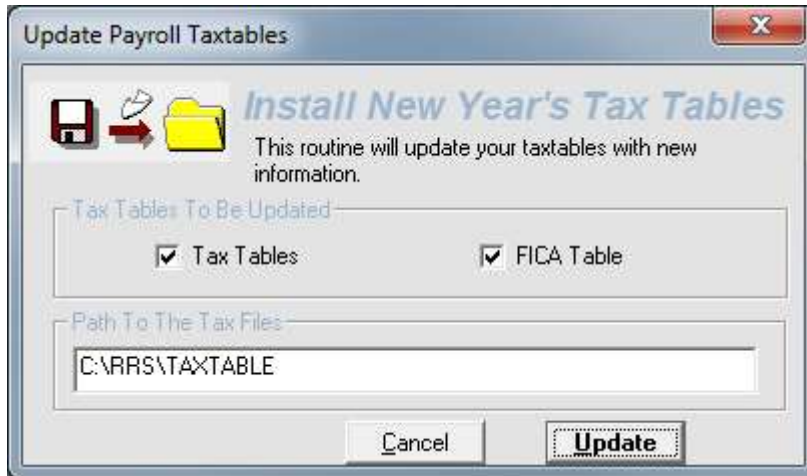 Update Payroll Taxtables
Install New Year's Tax Tables
This routine will update your taxtables with new
information.
Tax Tables To Be Updated
Tax Tables
FICA Table
Path To The Tax Files
C:\RRS\TAXTABLE
Cancel
Update